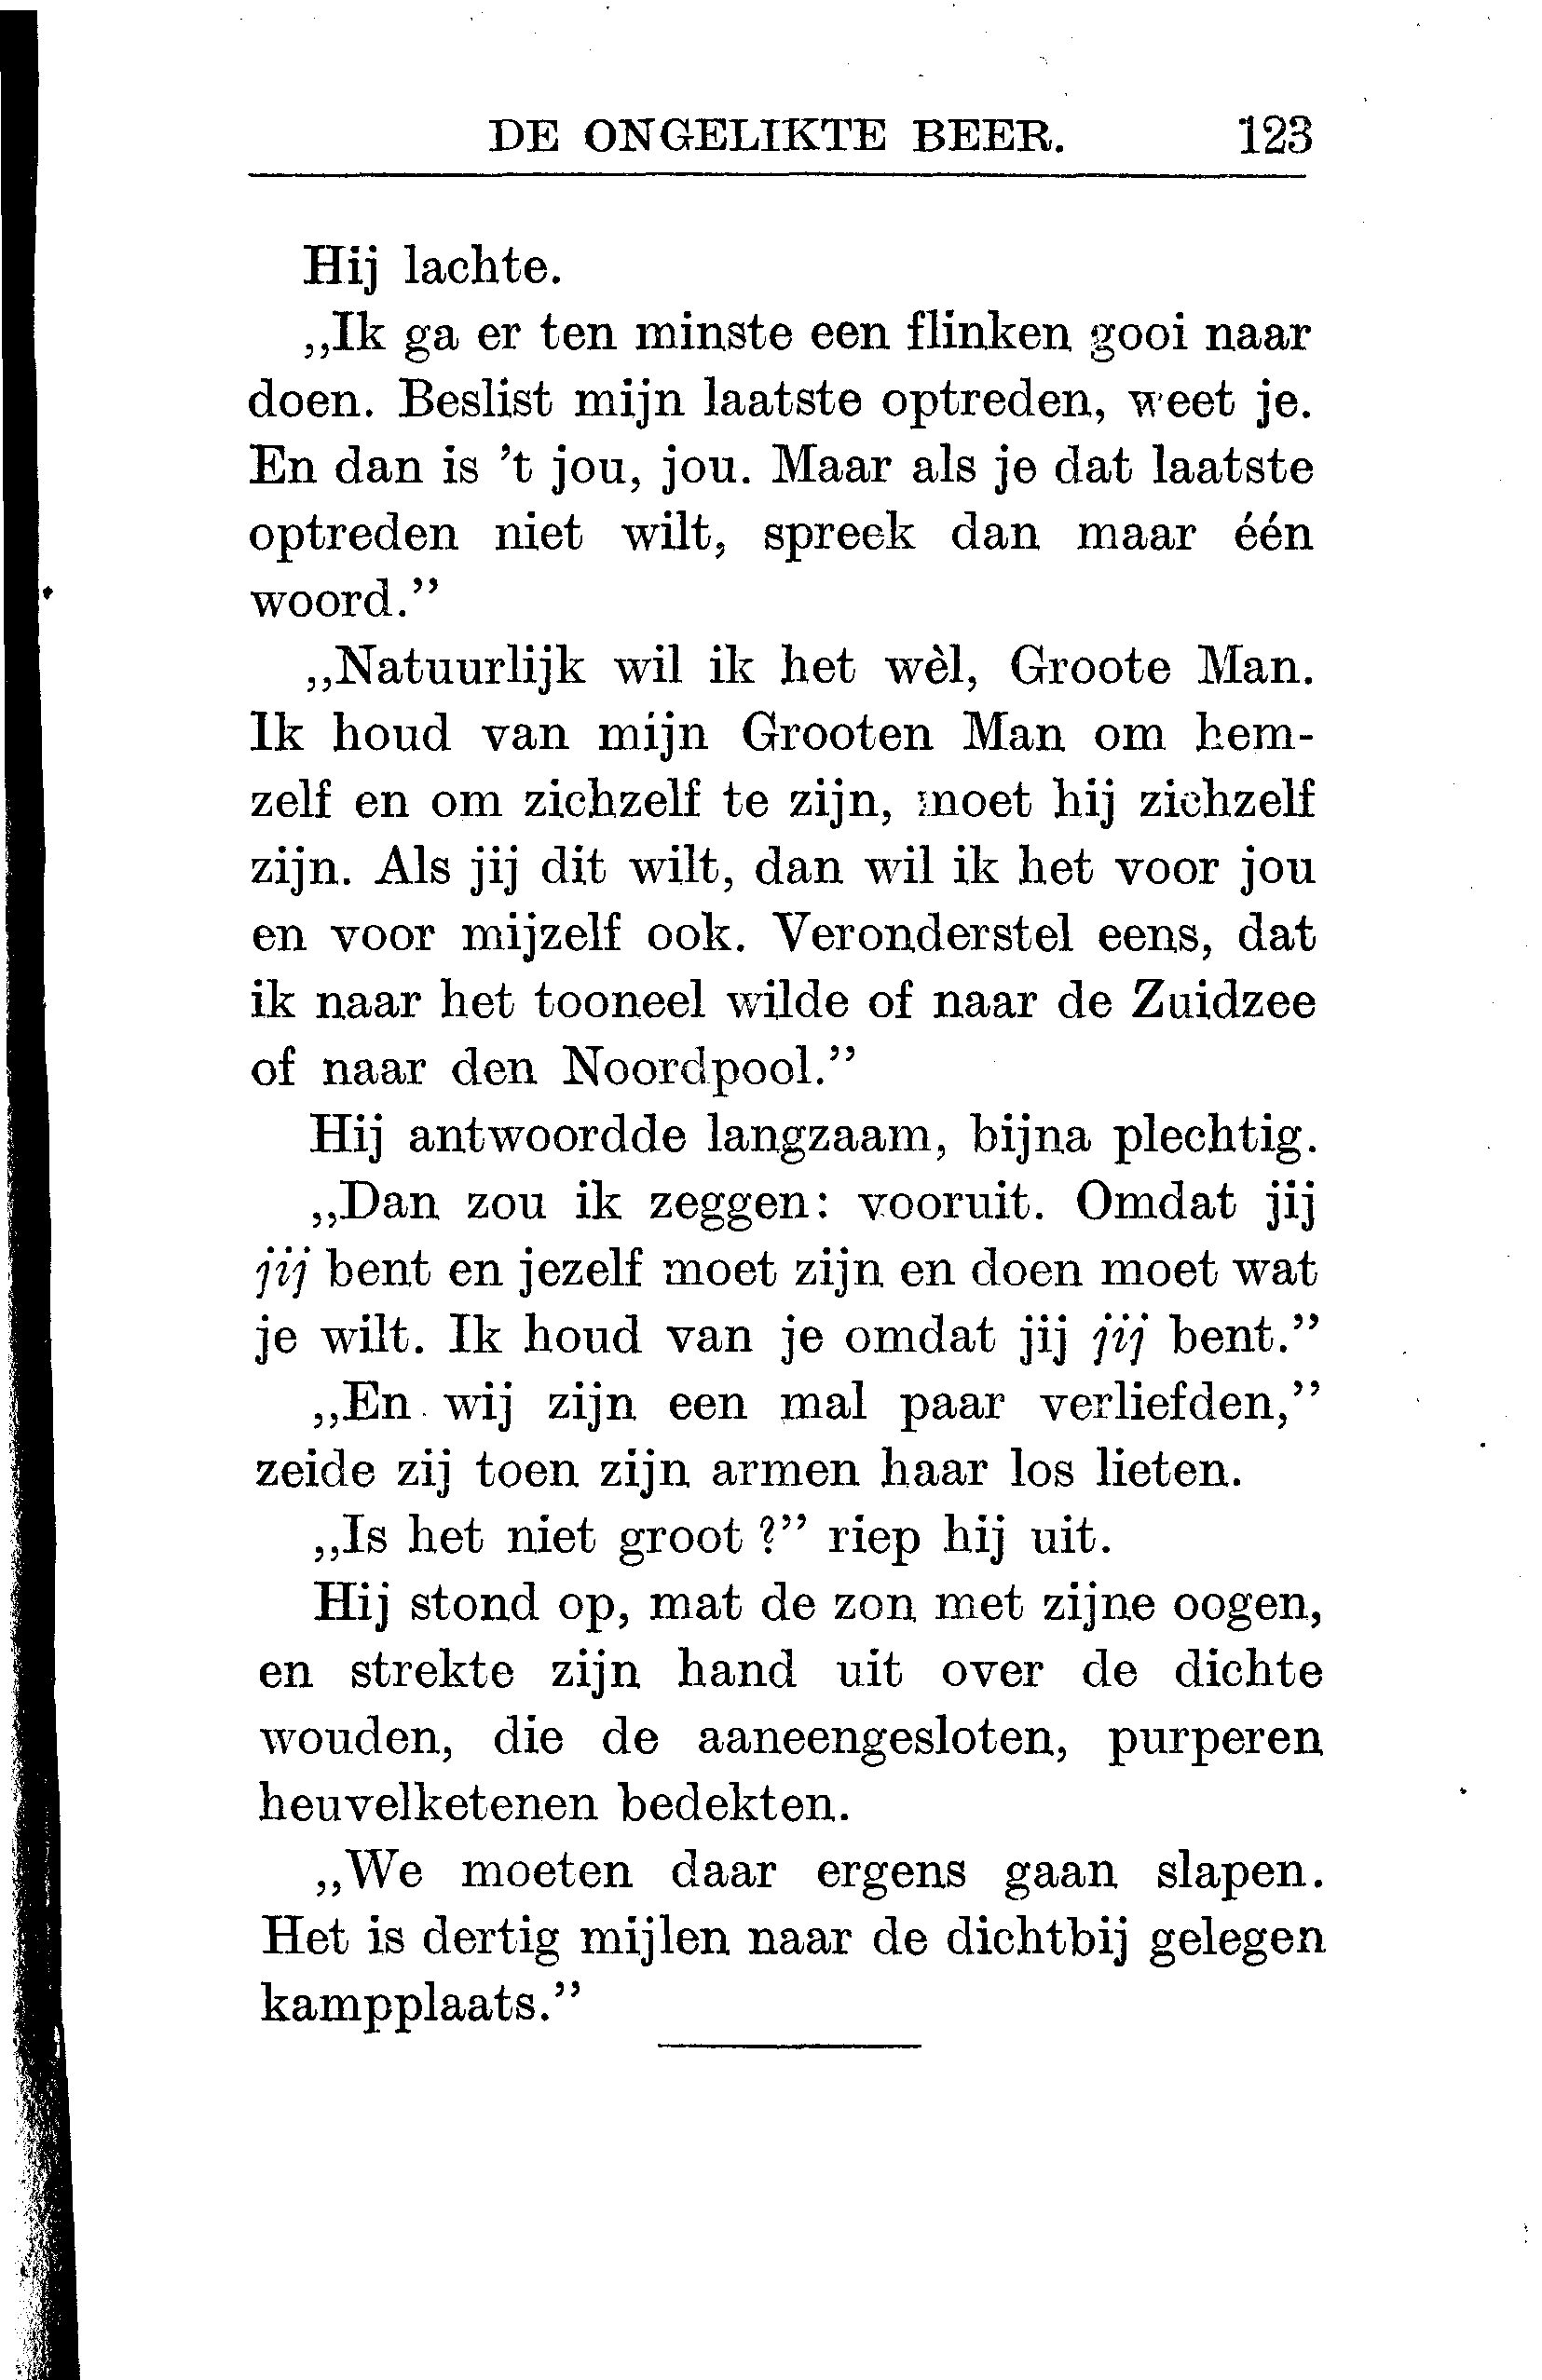 DE ONGELIKTE BEER. 123
Hij lachte.
„Ik ga er ten minste een flinken gooi naar
doen. Beslist mijn laatste optreden, weet je.
En dan is 't jou, jou. Maar als je dat laatste
optreden niet wilt, spreek dan maar één
woord.”
„Natuurlijk wil ik het wèl, Groote Man.
Ik houd van mijn Grooten Man om hem-
zelf en om zichzelf te zijn, moet hij zichzelf
zijn. Als jij dit wilt, dan wil ik het voor jou
en voor mijzelf ook. Veronderstel eens, dat
ik naar het tooneel wilde of naar de Zuidzee
of naar den Noordpool.”
Hij antwoordde langzaam, bijna plechtig.
„Dan zou ik zeggen: vooruit. Omdat jij
jij bent en jezelf moet zijn en doen moet wat
je wilt. Ik houd van je omdat jij jij bent.”
„En wij zijn een mal paar verliefden,”
zeide zij toen zijn armen haar los lieten.
„Is het niet groot?” riep hij uit.
Hij stond op, mat de zon met zijne oogen,
en strekte zijn hand uit over de dichte
wouden, die de aaneengesloten, purperen
heuvelketenen bedekten.
„We moeten daar ergens gaan slapen.
Het is dertig mijlen naar de dichtbij gelegen
kampplaats.”